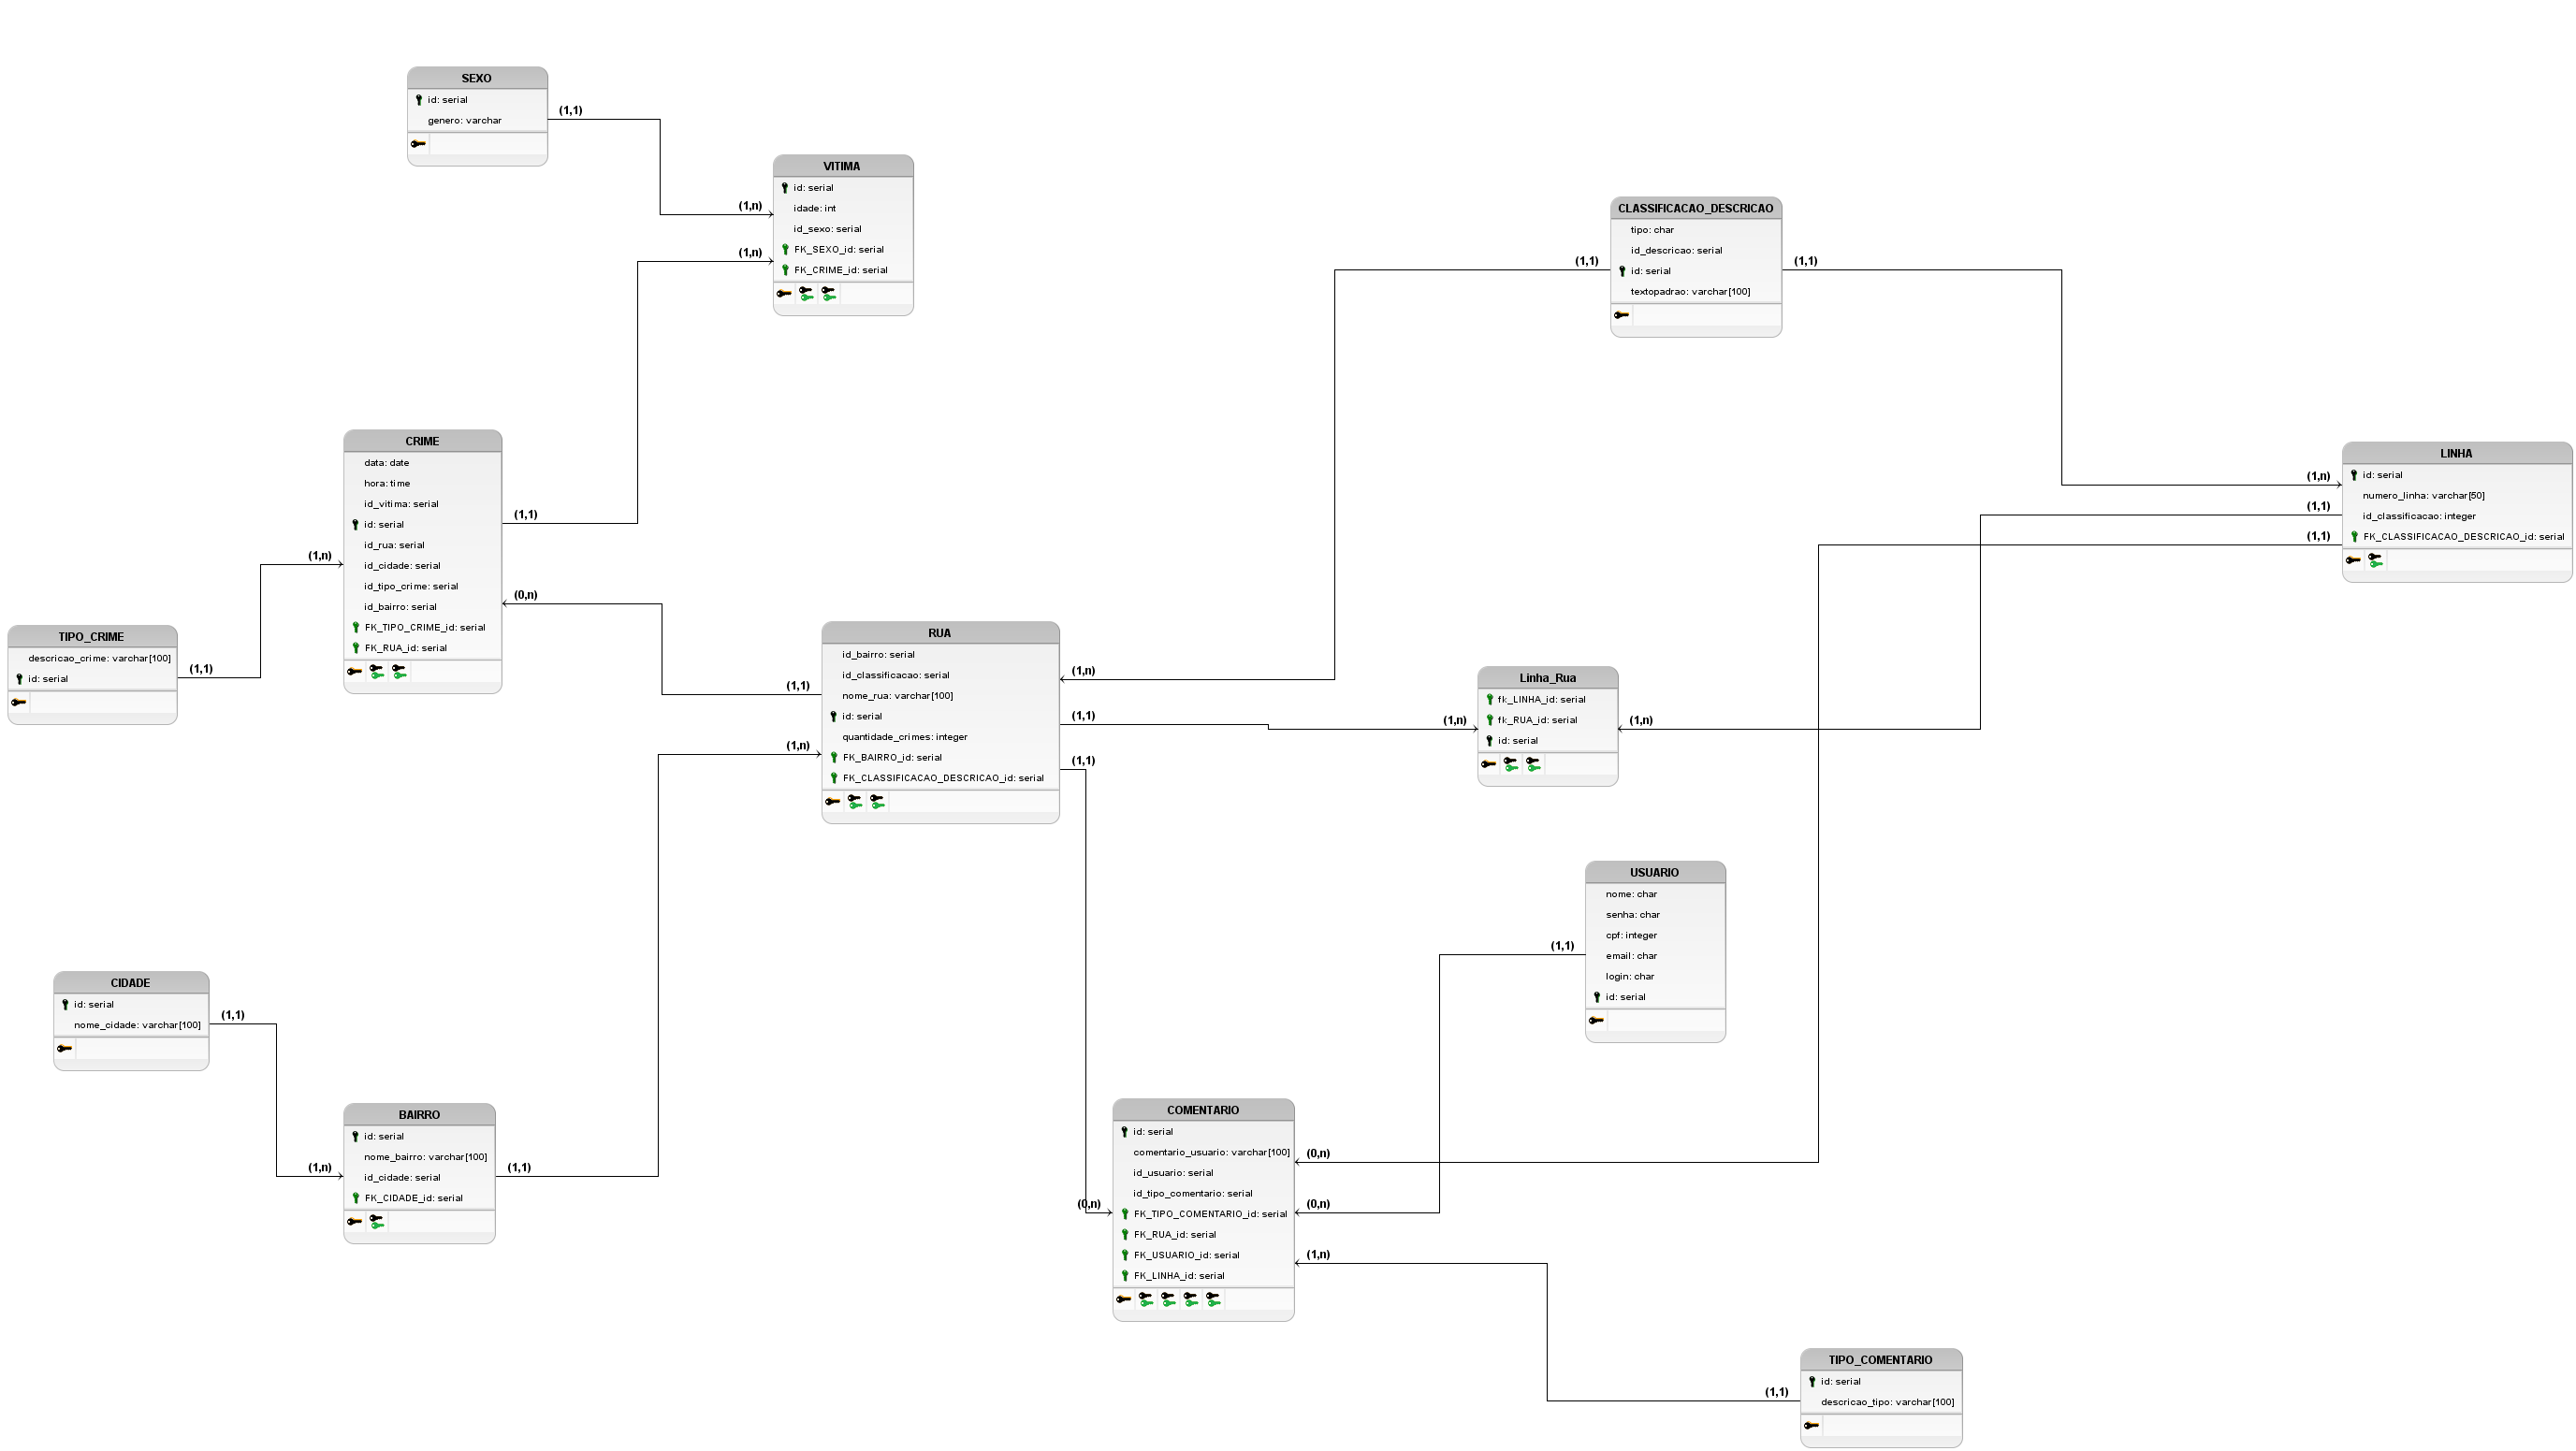 SEXO
id: serial
genero: varchar
(1,1)
(1,n)
VITIMA
id: serial
idade: int
id_sexo: serial
FK_SEXO_id: serial
FK_CRIME_id: serial
(1,n)
CLASSIFICACAO_DESCRICAO
tipo: char
id_descricao: serial
id: serial
textopadrao: varchar[100]
(1,1)
(1,1)
CRIME
data: date
hora: time
id_vitima: serial
id: serial
id_rua: serial
id_cidade: serial
id_tipo_crime: serial
id_bairro: serial
FK_TIPO_CRIME_id: serial
FK_RUA_id: serial
(1,1)
(1,n)
(0,n)
LINHA
id: serial
numero_linha: varchar[50]
id_classificacao: integer
FK_CLASSIFICACAO_DESCRICAO_id: serial
(1,n)
(1,1)
(1,1)
TIPO_CRIME
descricao_crime: varchar[100]
id: serial
(1,1)
RUA
id_bairro: serial
id_classificacao: serial
nome_rua: varchar[100]
id: serial
quantidade_crimes: integer
FK_BAIRRO_id: serial
FK_CLASSIFICACAO_DESCRICAO_id: serial
(1,1)
(1,n)
(1,n)
(1,1)
(1,1)
Linha_Rua
fk_LINHA_id: serial
fk_RUA_id: serial
id: serial
(1,n)
(1,n)
USUARIO
nome: char
senha: char
cpf: integer
email: char
login: char
id: serial
(1,1)
CIDADE
id: serial
nome_cidade: varchar[100]
(1,1)
BAIRRO
id: serial
nome_bairro: varchar[100]
id_cidade: serial
FK_CIDADE_id: serial
(1,n)
(1,1)
COMENTARIO
id: serial
comentario_usuario: varchar[100]
id_usuario: serial
id_tipo_comentario: serial
FK_TIPO_COMENTARIO_id: serial
FK_RUA_id: serial
FK_USUARIO_id: serial
FK_LINHA_id: serial
(0,n)
(0,n)
(0,n)
(1,n)
TIPO_COMENTARIO
id: serial
descricao_tipo: varchar[100]
(1,1)